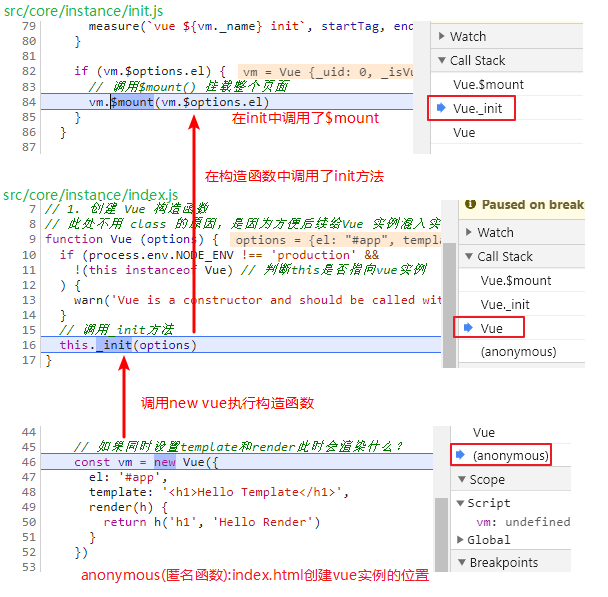 src/core/instance/init.js
79 measure(`vue ${vm._name} init`, startTag, end
80 }
81
82 if (vm.$options.el) { vm = Vue {_uid: 0, _isVu
83 // 调用$mount() 挂载整个页面
84 vm.$mount(vm.$options.el)
85 }
86 }
87
在init中调用了$mount
Watch
Call Stack
Vue.$mount
Vue._init
Vue
在构造函数中调用了init方法
src/core/instance/index.js
7 // 1. 创建 Vue 构造函数
8 // 此处不用 class 的原因，是因为方便后续给Vue 实例混入实
9 function Vue (options) { options = {el: "#app", templa
10 if (process.env.NODE_ENV !== 'production' &&
11 !(this instanceof Vue) // 判断this是否指向vue实例
12 ) {
13 warn('Vue is a constructor and should be called wit
14 }
15 // 调用_init方法
16 this._init(options)
17 }
Paused on break
Watch
Call Stack
Vue.$mount
Vue._init
Vue
(anonymous)
调用new vue执行构造函数
44
45 // 如果同时设置template和render此时会渲染什么？
46 const vm = new Vue({
47 el: '#app',
48 template: '<h1>Hello Template</h1>',
49 render(h) {
50 return h('h1', 'Hello Render')
51 }
52 })
53
Vue
(anonymous)
Scope
Script
vm: undefined
Global
Breakpoints
anonymous(匿名函数):index.html创建vue实例的位置